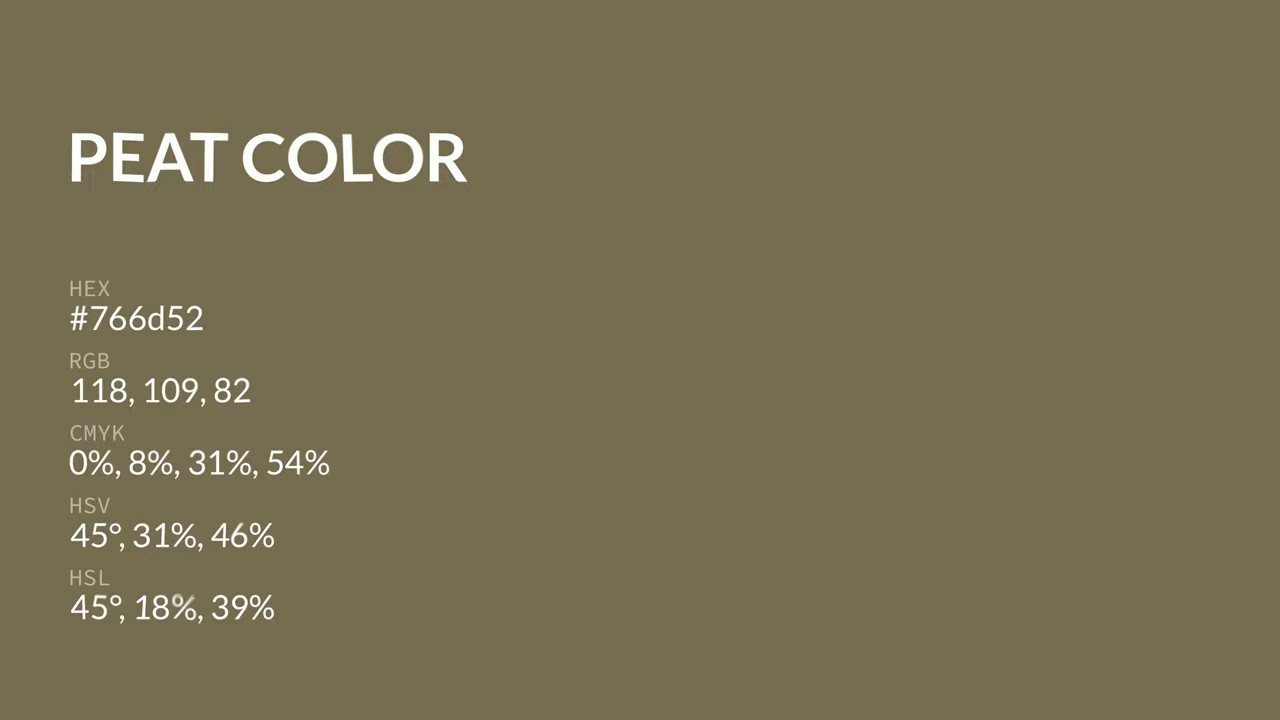 PEAT COLOR
HEX
#766d52
RGB
118, 109, 82
CMYK
0%, 8%, 31%, 54%
HSV
45°, 31%, 46%
HSL
45°, 18%, 39%